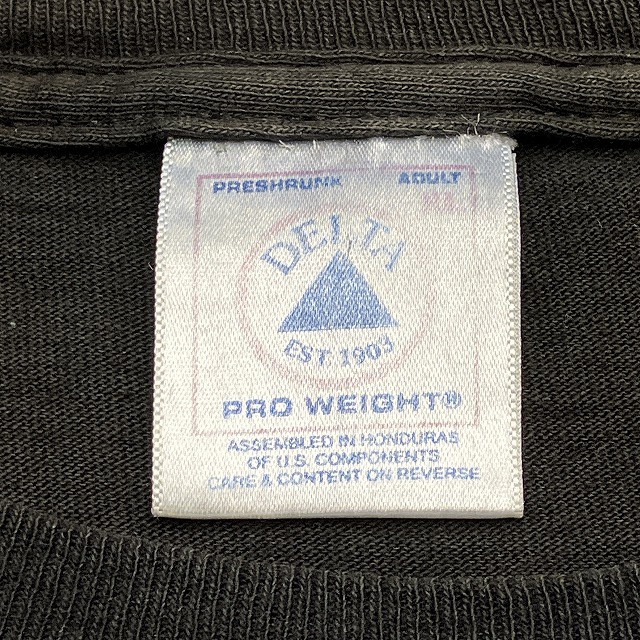 PRESHRUNK ADULT
DELTA
EST. 1903
PRO WEIGHT®
ASSEMBLED IN HONDURAS
OF U.S. COMPONENTS
CARE & CONTENT ON REVERSE